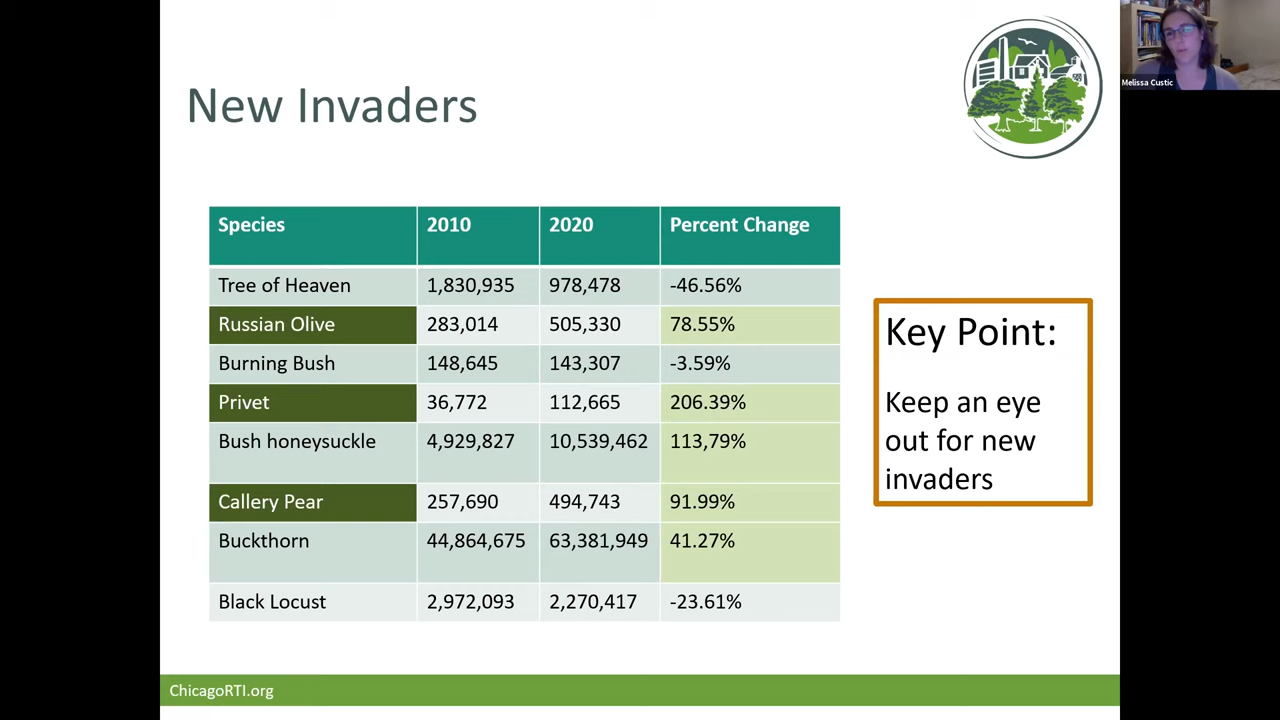 New Invaders
Melissa Custic
Species 2010 2020 Percent Change
Tree of Heaven 1,830,935 978,478 -46.56%
Russian Olive 283,014 505,330 78.55%
Burning Bush 148,645 143,307 -3.59%
Privet 36,772 112,665 206.39%
Bush honeysuckle 4,929,827 10,539,462 113,79%
Callery Pear 257,690 494,743 91.99%
Buckthorn 44,864,675 63,381,949 41.27%
Black Locust 2,972,093 2,270,417 -23.61%
Key Point:
Keep an eye
out for new
invaders
ChicagoRTI.org